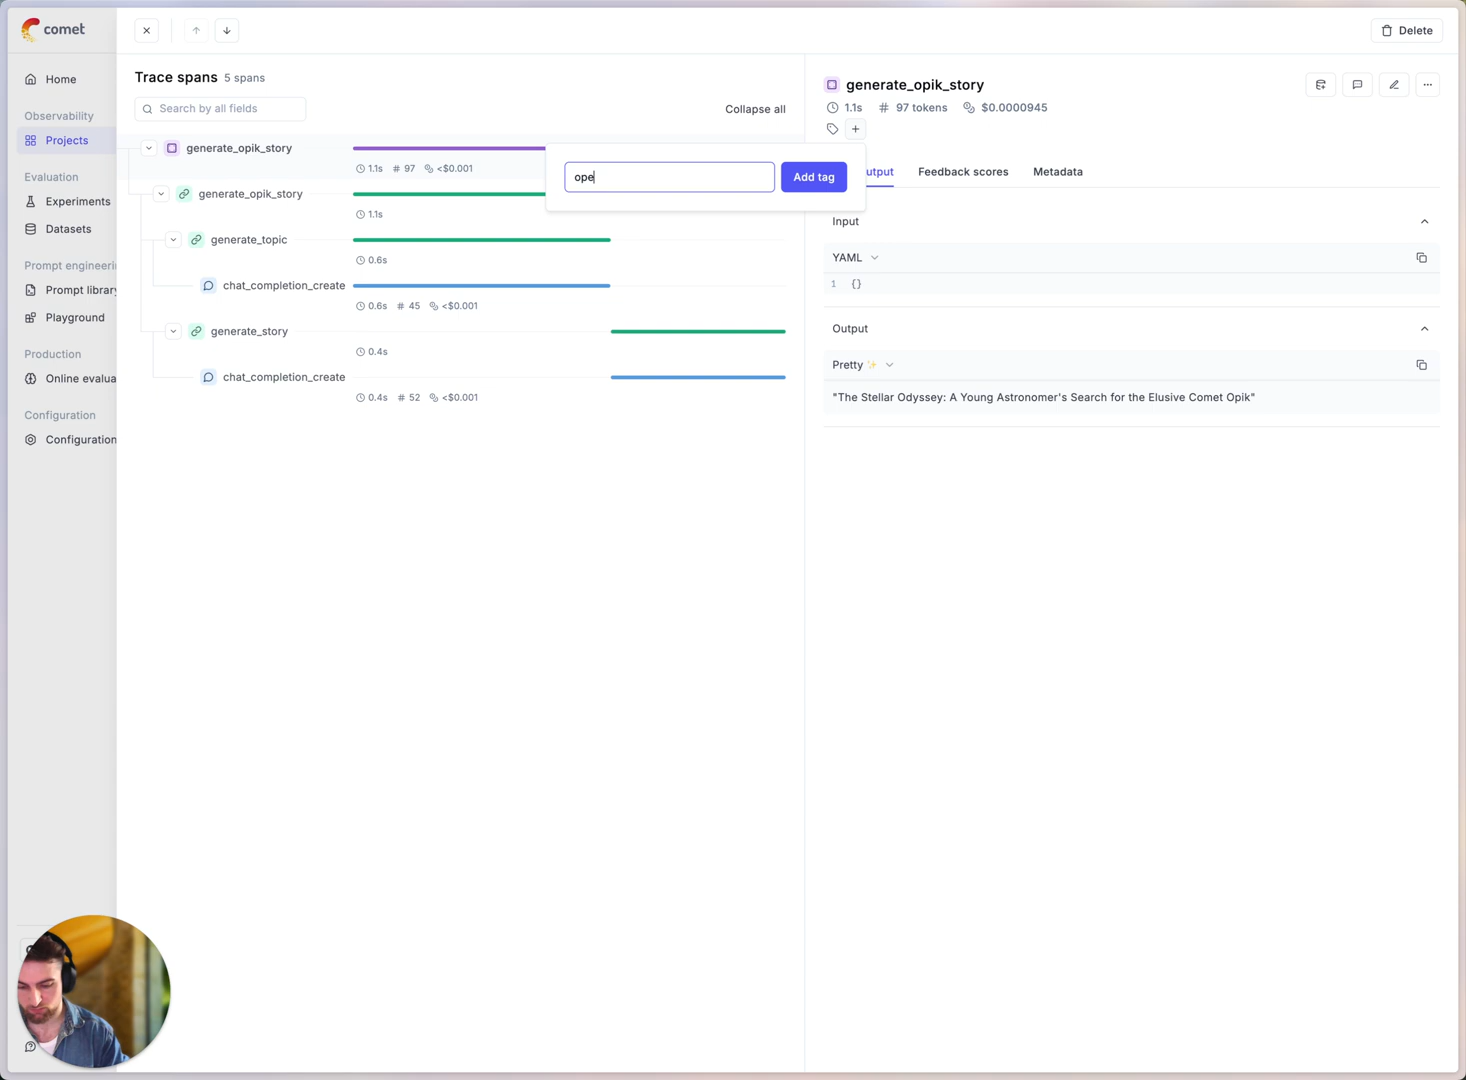 comet
Delete
Home
Observability
Projects
Evaluation
Experiments
Datasets
Prompt engineeri
Prompt library
Playground
Production
Online evalua
Configuration
Configuration
Trace spans 5 spans
Search by all fields
Collapse all
generate_opik_story
1.1s 97 <$0.001
generate_opik_story
1.1s
generate_topic
0.6s
chat_completion_create
0.6s 45 <$0.001
generate_story
0.4s
chat_completion_create
0.4s 52 <$0.001
ope
Add tag
generate_opik_story
1.1s # 97 tokens $0.0000945
utput Feedback scores Metadata
Input
YAML
1 {}
Output
Pretty ✨
"The Stellar Odyssey: A Young Astronomer's Search for the Elusive Comet Opik"